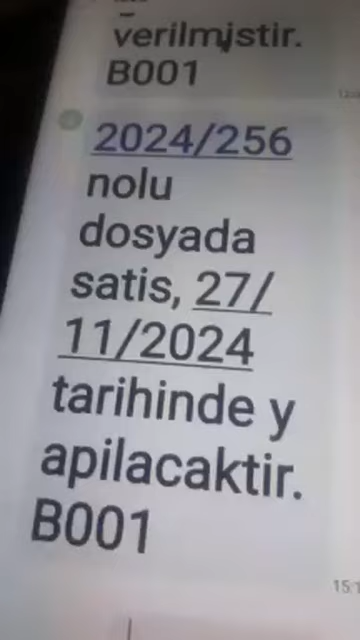 verilmistir.
B001
2024/256
nolu
dosyada
satis, 27/
11/2024
tarihinde y
apilacaktir.
B001